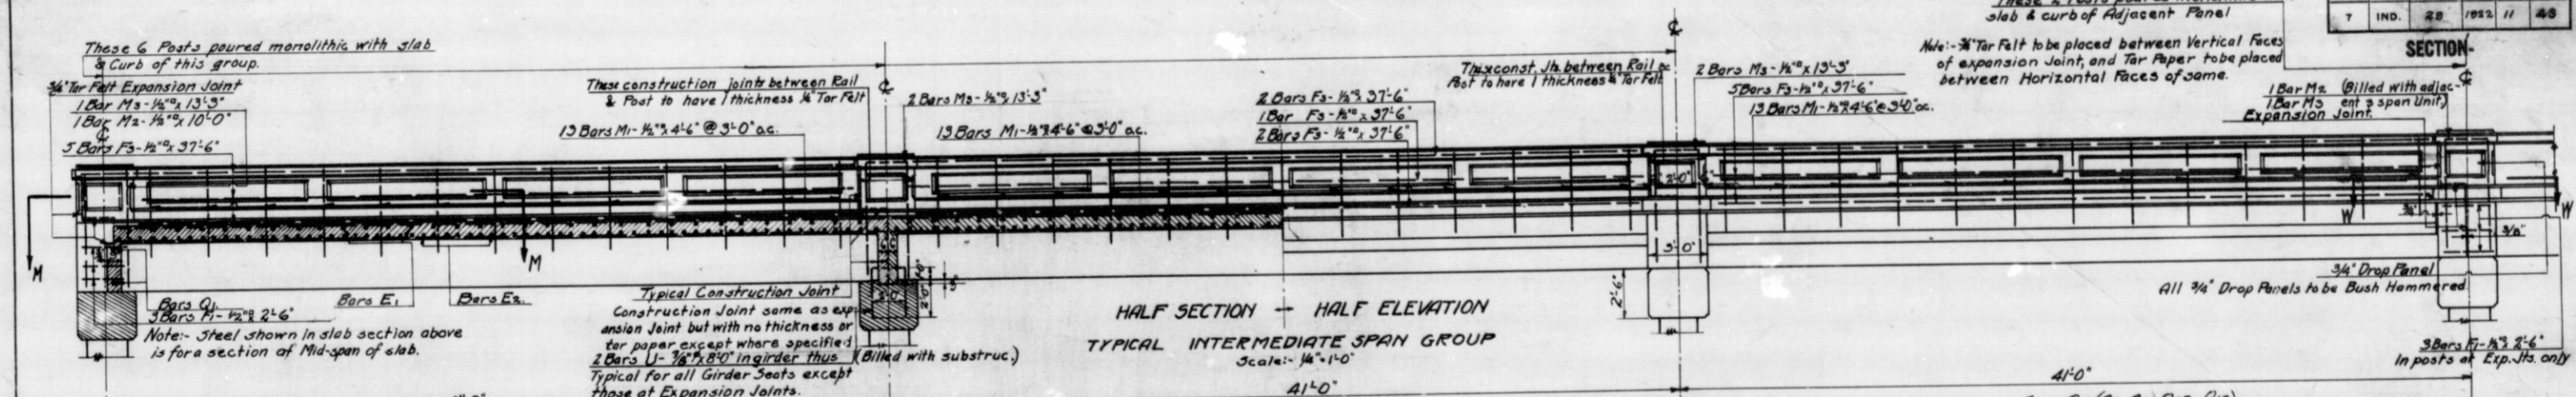 These 6 Posts poured monolithic with slab
& Curb of this group.
3/4" Tar Felt Expansion Joint
1 Bar M3 - 1/2"□ x 13'-3"
1 Bar M2 - 1/2"□ x 10'-0"
5 Bars F3 - 1/2"□ x 37'-6"
These construction joints between Rail
& Post to have 1 thickness 1/4" Tar Felt
13 Bars M1 - 1/2"□ x 4'-6" @ 3'-0" oc.
2 Bars M3 - 1/2"□ x 13'-3"
13 Bars M1 - 1/2"□ x 4'-6" @ 3'-0" oc.
2 Bars F3 - 1/2"□ x 37'-6"
1 Bar F3 - 1/2"□ x 37'-6"
2 Bars F3 - 1/2"□ x 37'-6"
This const. Jt. between Rail &
Post to have 1 thickness 1/4" Tar Felt
2 Bars M3 - 1/2"□ x 13'-3"
5 Bars F3 - 1/2"□ x 37'-6"
13 Bars M1 - 1/2"□ x 4'-6" @ 3'-0" oc.
slab & curb of Adjacent Panel
Note:- 3/4" Tar Felt to be placed between Vertical Faces
of expansion Joint, and Tar Paper to be placed
between Horizontal Faces of same.
7 IND. 28 1922 11 43
SECTION-
1 Bar M2 (Billed with adjac-
1 Bar M3 ent 3 span Unit)
Expansion Joint.
2'-0"
M
M
W
W
3/4"
3/8"
3'-0"
2'-6"
2'-0"
Bars Q1
3 Bars F1 - 1/2"□ x 2'-6"
Bars E1
Bars E2.
Note:- Steel shown in slab section above
is for a section at Mid-span of slab.
Typical Construction Joint
Construction Joint same as exp-
ansion Joint but with no thickness or
tar paper except where specified
2 Bars U - 7/8"□ x 8'-0" in girder thus (Billed with substruc.)
Typical for all Girder Seats except
those at Expansion Joints.
HALF SECTION - HALF ELEVATION
TYPICAL INTERMEDIATE SPAN GROUP
Scale:- 1/4" = 1'-0"
3/4" Drop Panel
All 3/4" Drop Panels to be Bush Hammered
3 Bars F1 - 1/2"□ x 2'-6"
In posts at Exp. Jts. only
41'-0"
41'-0"